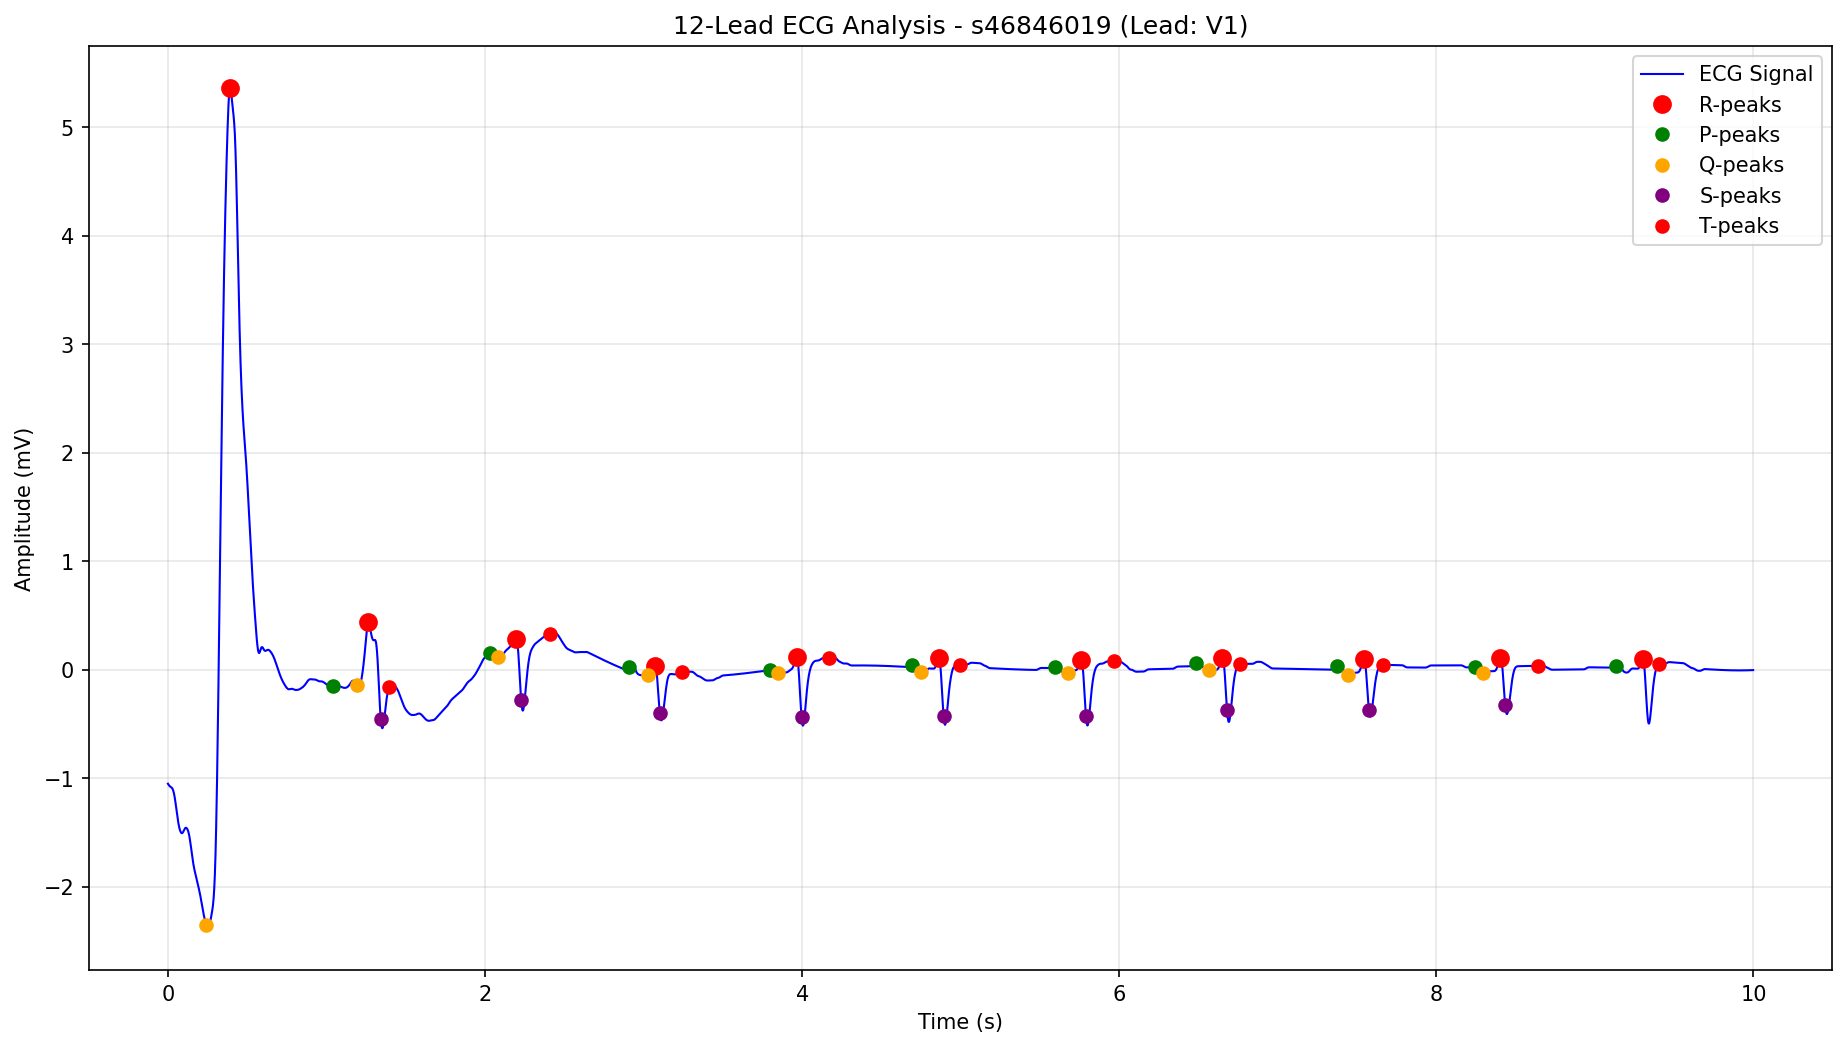 12-Lead ECG Analysis - s46846019 (Lead: V1)
ECG Signal
R-peaks
P-peaks
Q-peaks
S-peaks
T-peaks
Amplitude (mV)
5
4
3
2
1
0
−1
−2
0 2 4 6 8 10
Time (s)